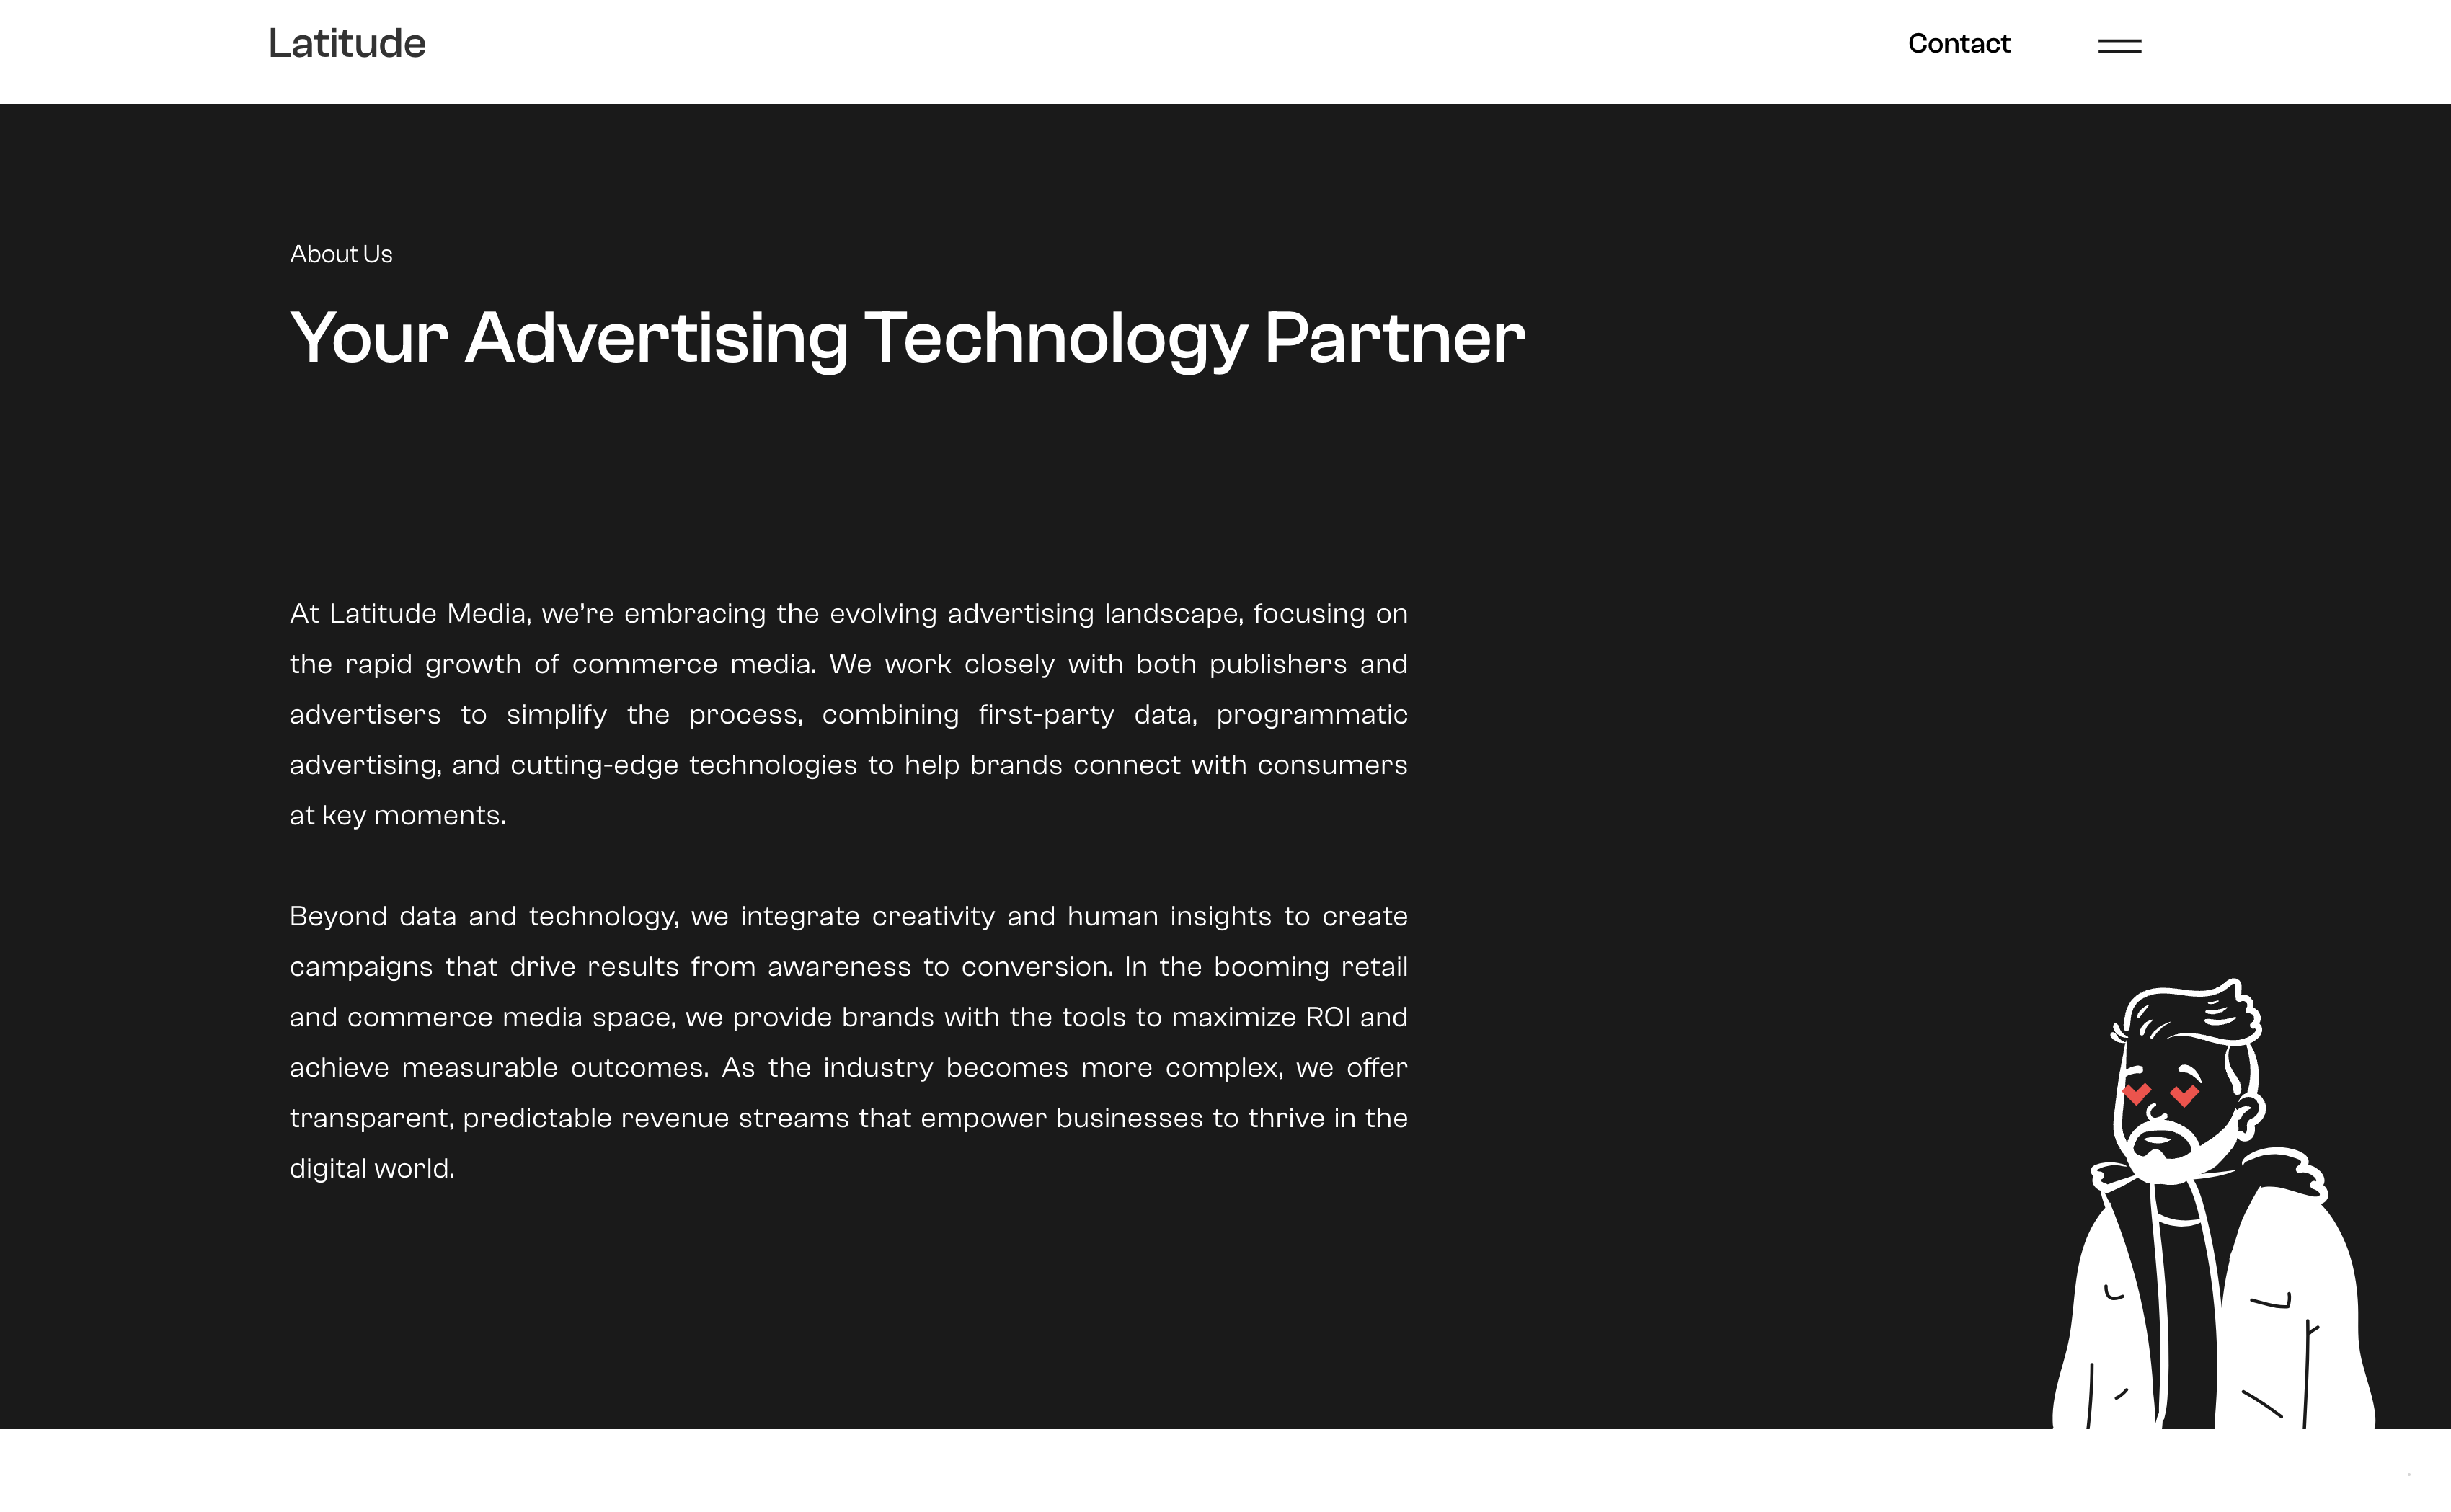 Latitude
Contact
About Us
Your Advertising Technology Partner
At Latitude Media, we’re embracing the evolving advertising landscape, focusing on
the rapid growth of commerce media. We work closely with both publishers and
advertisers to simplify the process, combining first-party data, programmatic
advertising, and cutting-edge technologies to help brands connect with consumers
at key moments.
Beyond data and technology, we integrate creativity and human insights to create
campaigns that drive results from awareness to conversion. In the booming retail
and commerce media space, we provide brands with the tools to maximize ROI and
achieve measurable outcomes. As the industry becomes more complex, we offer
transparent, predictable revenue streams that empower businesses to thrive in the
digital world.